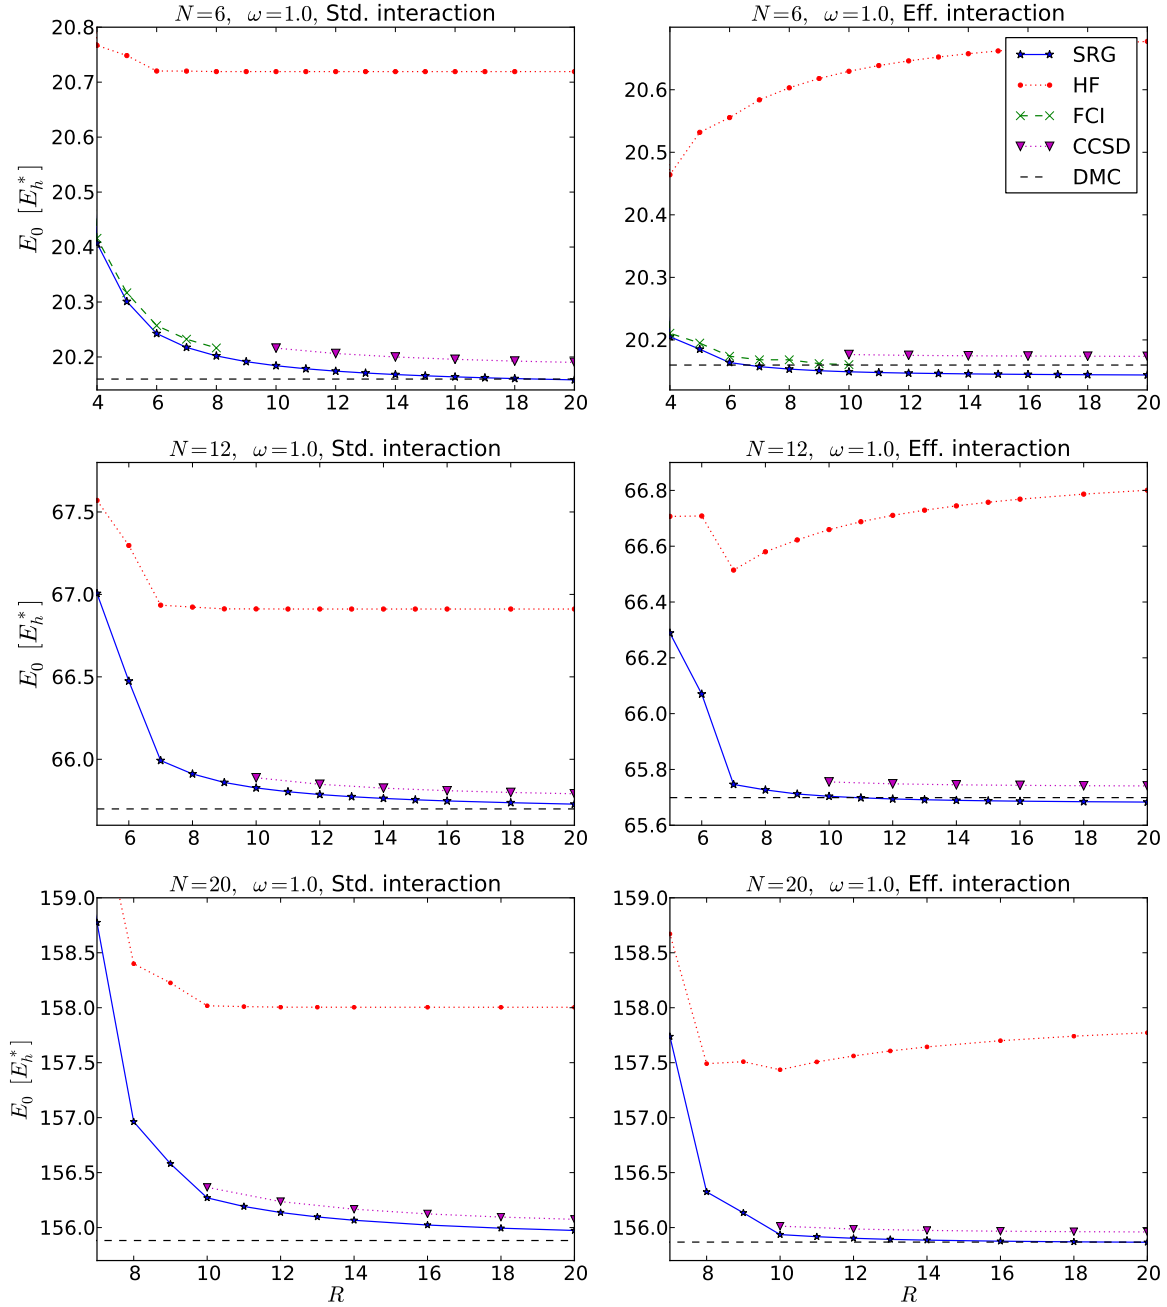 N=6, ω=1.0, Std. interaction
20.8
20.7
20.6
20.5
20.4
20.3
20.2
E₀ [E*ₕ]
4 6 8 10 12 14 16 18 20
N=6, ω=1.0, Eff. interaction
SRG
HF
FCI
CCSD
DMC
20.6
20.5
20.4
20.3
20.2
4 6 8 10 12 14 16 18 20
N=12, ω=1.0, Std. interaction
67.5
67.0
66.5
66.0
E₀ [E*ₕ]
6 8 10 12 14 16 18 20
N=12, ω=1.0, Eff. interaction
66.8
66.6
66.4
66.2
66.0
65.8
65.6
6 8 10 12 14 16 18 20
N=20, ω=1.0, Std. interaction
159.0
158.5
158.0
157.5
157.0
156.5
156.0
E₀ [E*ₕ]
8 10 12 14 16 18 20
R
N=20, ω=1.0, Eff. interaction
159.0
158.5
158.0
157.5
157.0
156.5
156.0
8 10 12 14 16 18 20
R